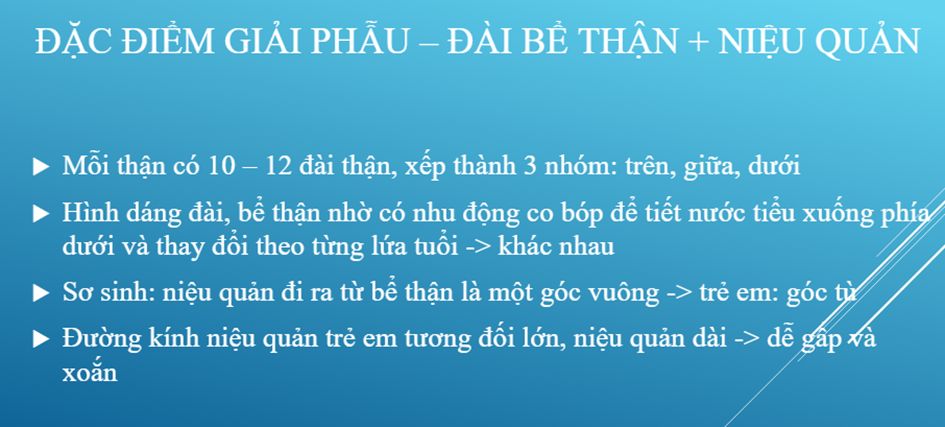 ĐẶC ĐIỂM GIẢI PHẪU – ĐÀI BỂ THẬN + NIỆU QUẢN
Mỗi thận có 10 – 12 đài thận, xếp thành 3 nhóm: trên, giữa, dưới
Hình dáng đài, bể thận nhờ có nhu động co bóp để tiết nước tiểu xuống phía
dưới và thay đổi theo từng lứa tuổi -> khác nhau
Sơ sinh: niệu quản đi ra từ bể thận là một góc vuông -> trẻ em: góc tù
Đường kính niệu quản trẻ em tương đối lớn, niệu quản dài -> dễ gấp và
xoắn